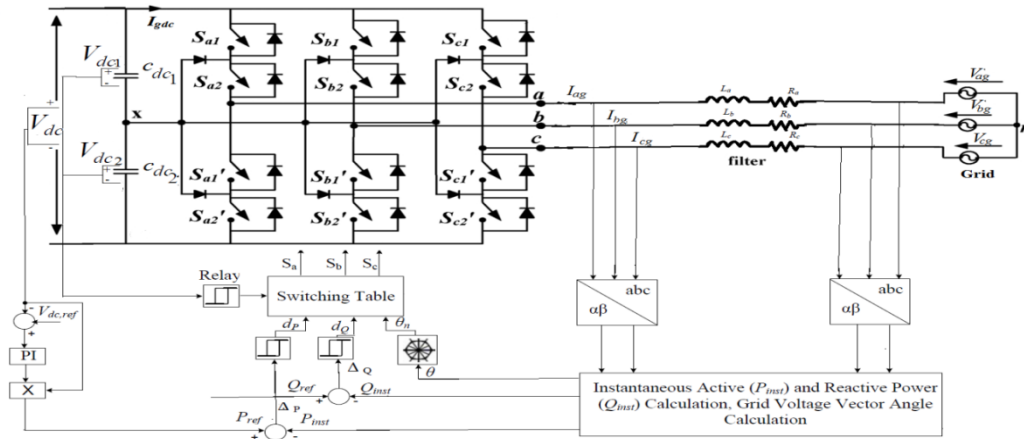 I_gdc
V_dc1
c_dc1
V_dc
x
V_dc2
c_dc2
S_a1
S_b1
S_c1
S_a2
S_b2
S_c2
S_a1'
S_b1'
S_c1'
S_a2'
S_b2'
S_c2'
a
b
c
I_ag
I_bg
I_cg
L_a
R_a
L_b
R_b
L_c
R_c
filter
V_ag
V_bg
V_cg
Grid
S_a
S_b
S_c
Relay
Switching Table
d_P
d_Q
θ_n
θ
abc
αβ
abc
αβ
V_dc,ref
PI
X
Δ_Q
Q_ref
Q_inst
Δ_P
P_ref
P_inst
Instantaneous Active (P_inst) and Reactive Power
(Q_inst) Calculation, Grid Voltage Vector Angle
Calculation